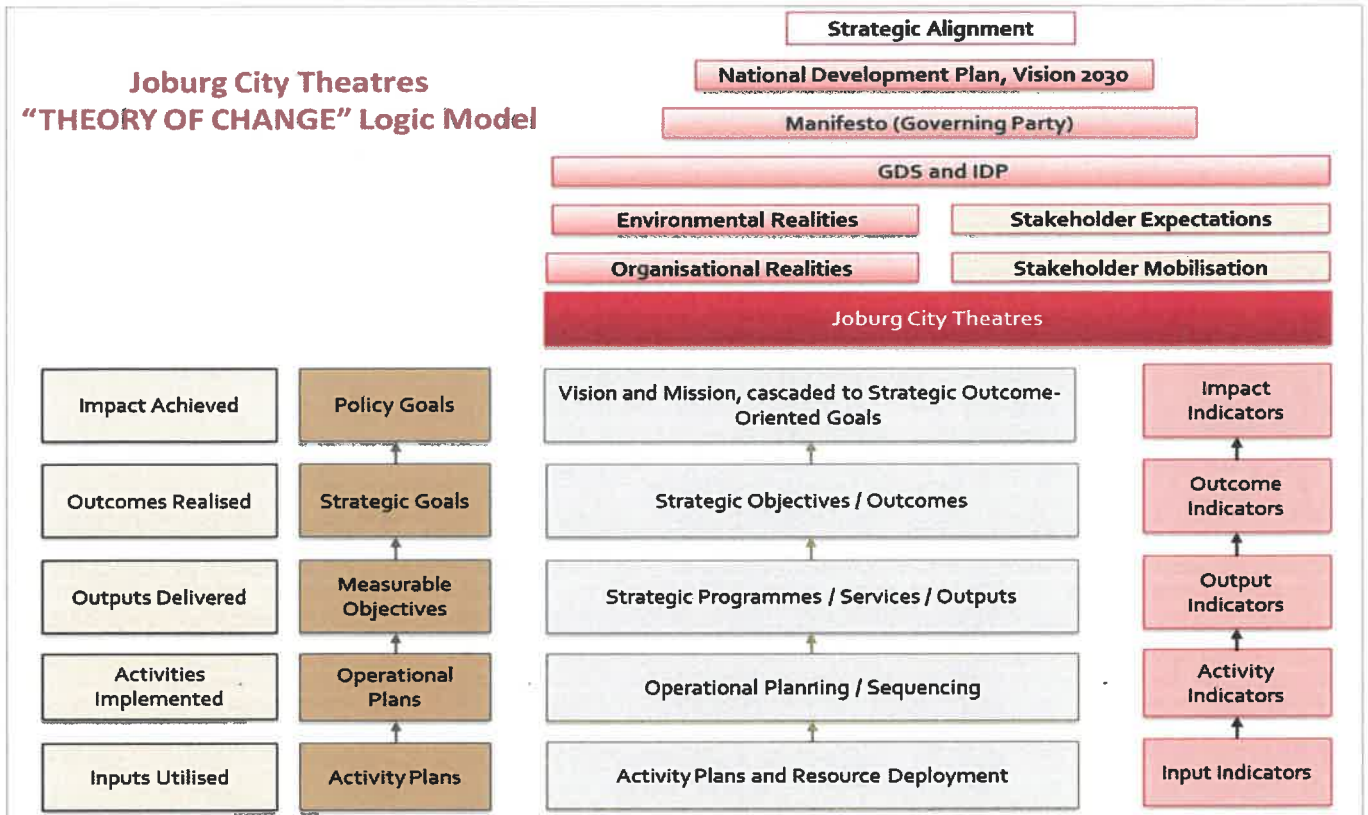 Joburg City Theatres
“THEORY OF CHANGE” Logic Model
Strategic Alignment
National Development Plan, Vision 2030
Manifesto (Governing Party)
GDS and IDP
Environmental Realities
Stakeholder Expectations
Organisational Realities
Stakeholder Mobilisation
Joburg City Theatres
Impact Achieved
Policy Goals
Vision and Mission, cascaded to Strategic Outcome-
Oriented Goals
Impact
Indicators
Outcomes Realised
Strategic Goals
Strategic Objectives / Outcomes
Outcome
Indicators
Outputs Delivered
Measurable
Objectives
Strategic Programmes / Services / Outputs
Output
Indicators
Activities
Implemented
Operational
Plans
Operational Planning / Sequencing
Activity
Indicators
Inputs Utilised
Activity Plans
Activity Plans and Resource Deployment
Input Indicators